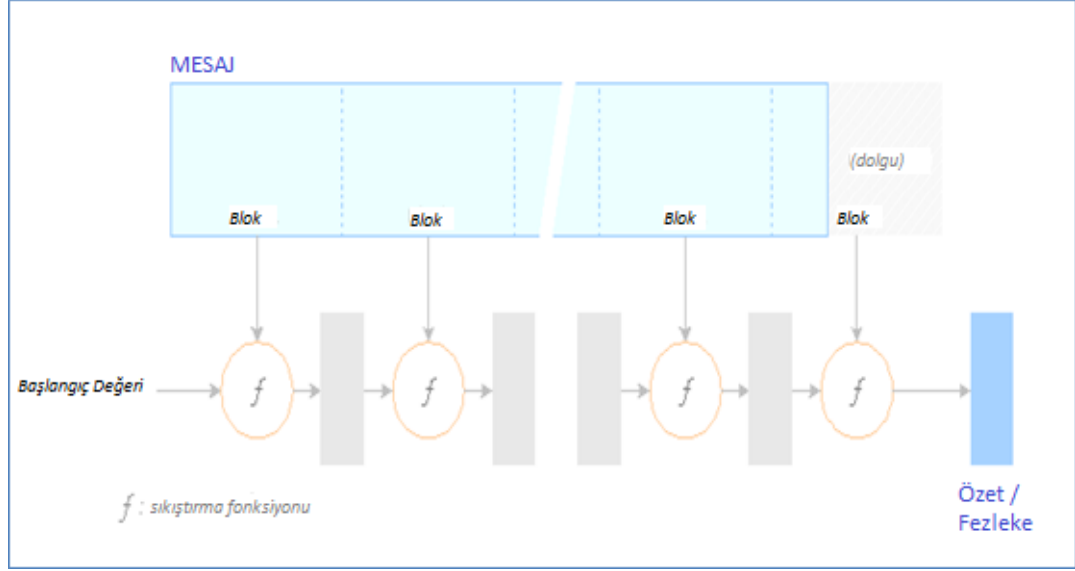 MESAJ
(dolgu)
Blok
Blok
Blok
Blok
Başlangıç Değeri
f
f
f
f
f : sıkıştırma fonksiyonu
Özet /
Fezleke